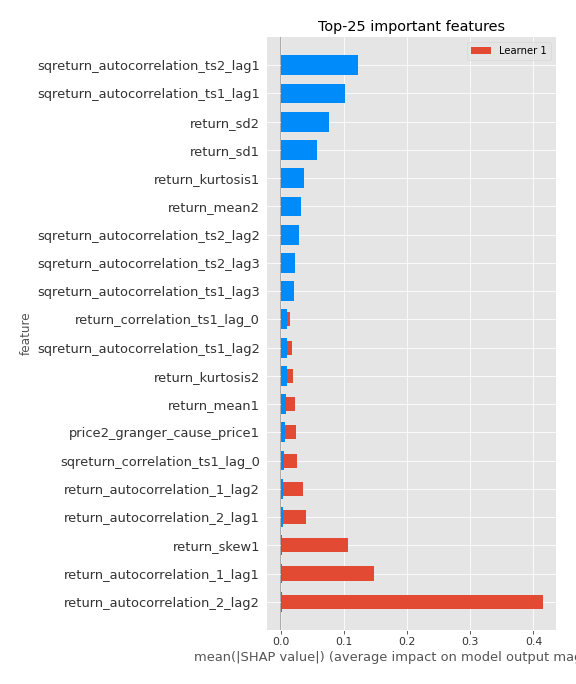 Top-25 important features
Learner 1
sqreturn_autocorrelation_ts2_lag1
sqreturn_autocorrelation_ts1_lag1
return_sd2
return_sd1
return_kurtosis1
return_mean2
sqreturn_autocorrelation_ts2_lag2
sqreturn_autocorrelation_ts2_lag3
sqreturn_autocorrelation_ts1_lag3
return_correlation_ts1_lag_0
sqreturn_autocorrelation_ts1_lag2
return_kurtosis2
return_mean1
price2_granger_cause_price1
sqreturn_correlation_ts1_lag_0
return_autocorrelation_1_lag2
return_autocorrelation_2_lag1
return_skew1
return_autocorrelation_1_lag1
return_autocorrelation_2_lag2
feature
0.0 0.1 0.2 0.3 0.4
mean(|SHAP value|) (average impact on model output mag